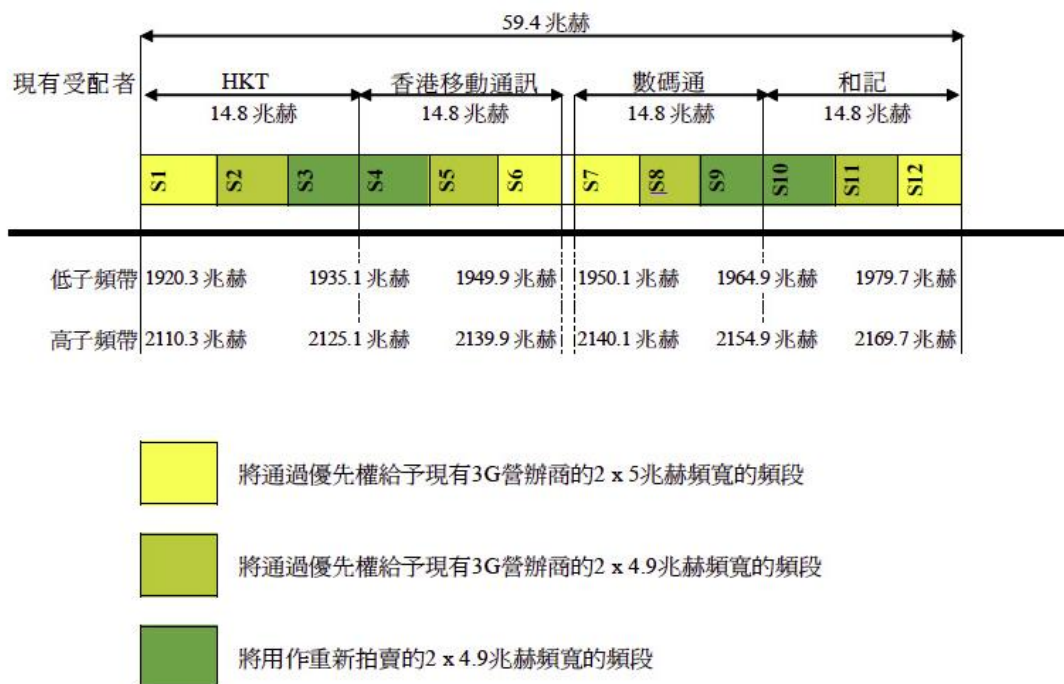 59.4 兆赫
現有受配者 HKT 香港移動通訊 數碼通 和記
14.8 兆赫 14.8 兆赫 14.8 兆赫 14.8 兆赫
S1 S2 S3 S4 S5 S6 S7 S8 S9 S10 S11 S12
低子頻帶 1920.3 兆赫 1935.1 兆赫 1949.9 兆赫 1950.1 兆赫 1964.9 兆赫 1979.7 兆赫
高子頻帶 2110.3 兆赫 2125.1 兆赫 2139.9 兆赫 2140.1 兆赫 2154.9 兆赫 2169.7 兆赫
將通過優先權給予現有3G營辦商的2 x 5兆赫頻寬的頻段
將通過優先權給予現有3G營辦商的2 x 4.9兆赫頻寬的頻段
將用作重新拍賣的2 x 4.9兆赫頻寬的頻段